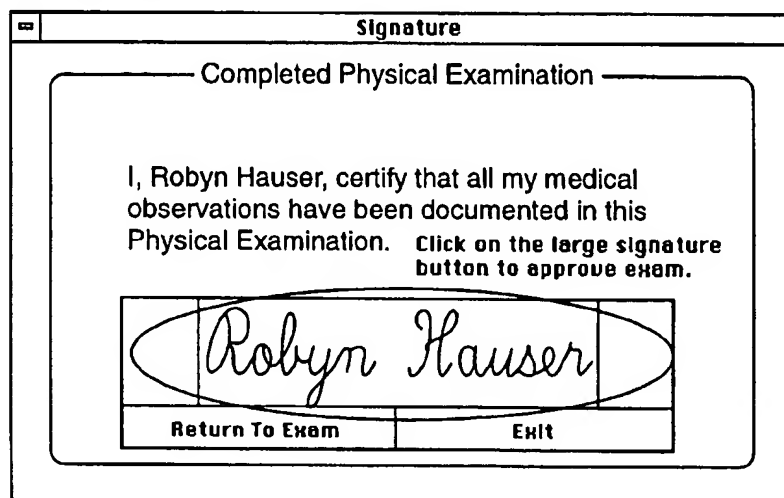 Signature
Completed Physical Examination
I, Robyn Hauser, certify that all my medical
observations have been documented in this
Physical Examination. Click on the large signature
button to approve exam.
Robyn Hauser
Return To Exam Exit